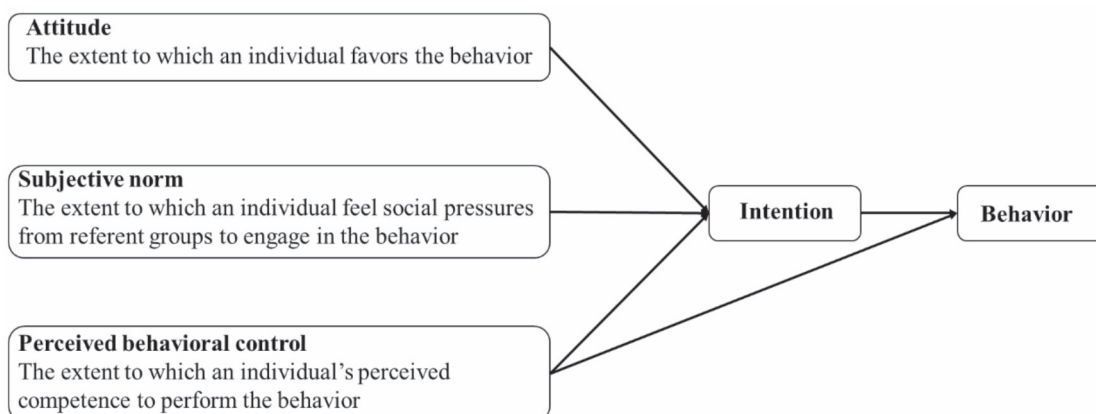 Attitude
The extent to which an individual favors the behavior
Subjective norm
The extent to which an individual feel social pressures
from referent groups to engage in the behavior
Perceived behavioral control
The extent to which an individual’s perceived
competence to perform the behavior
Intention
Behavior